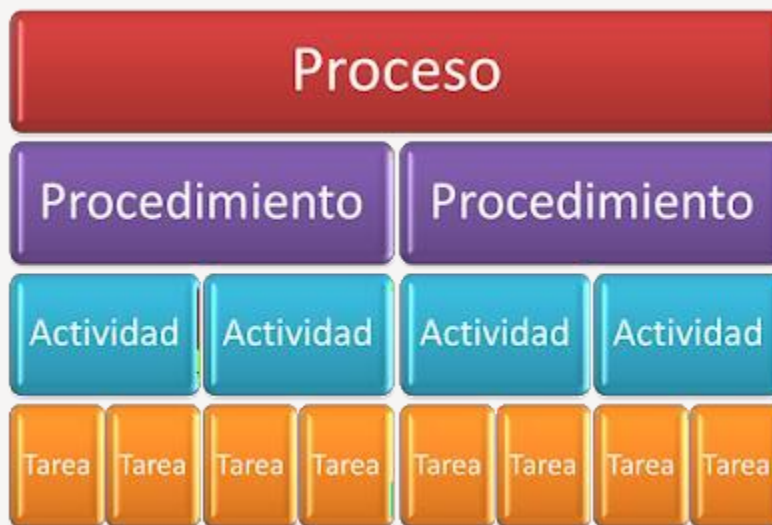 Proceso
Procedimiento Procedimiento
Actividad Actividad Actividad Actividad
Tarea Tarea Tarea Tarea Tarea Tarea Tarea Tarea